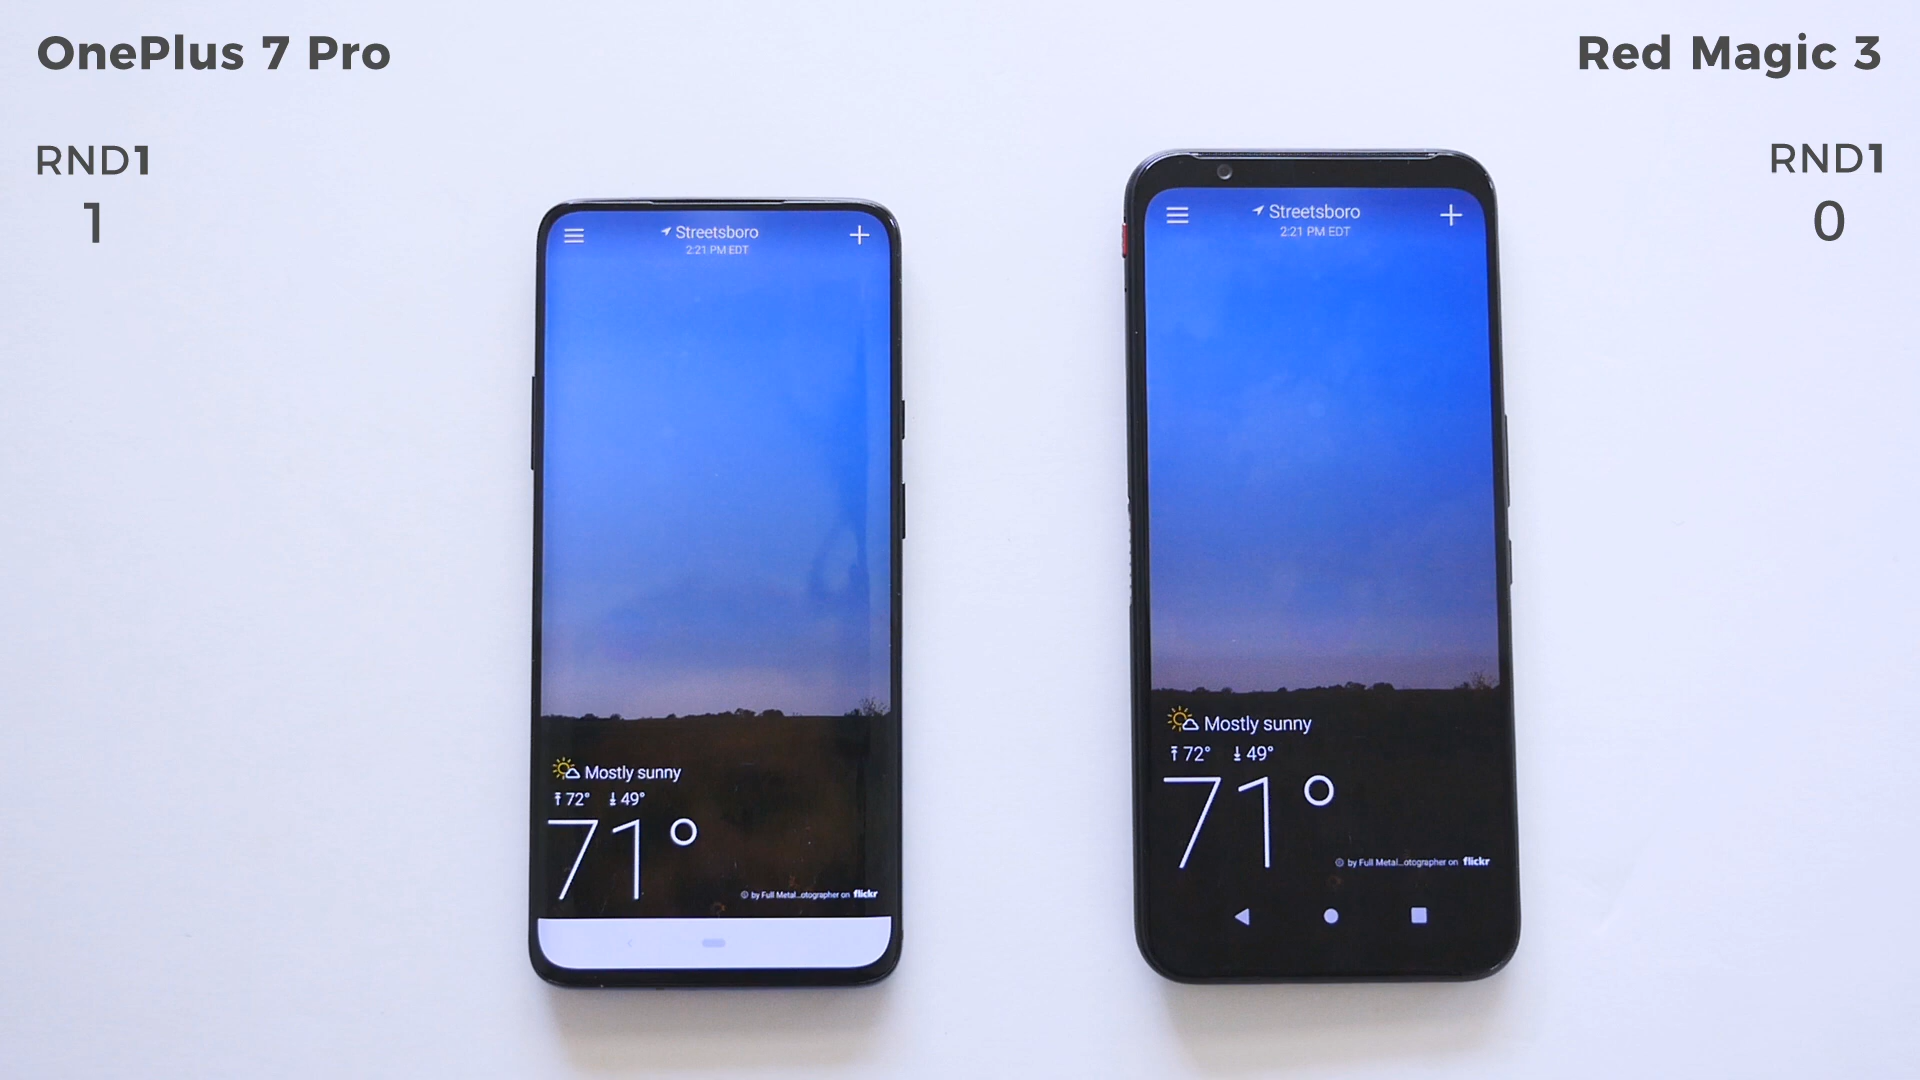 OnePlus 7 Pro
Red Magic 3
RND1
1
RND1
0
Streetsboro
2:21 PM EDT
Mostly sunny
72° 49°
71°
by Full Metal...otographer on flickr
Streetsboro
2:21 PM EDT
Mostly sunny
72° 49°
71°
by Full Metal...otographer on flickr